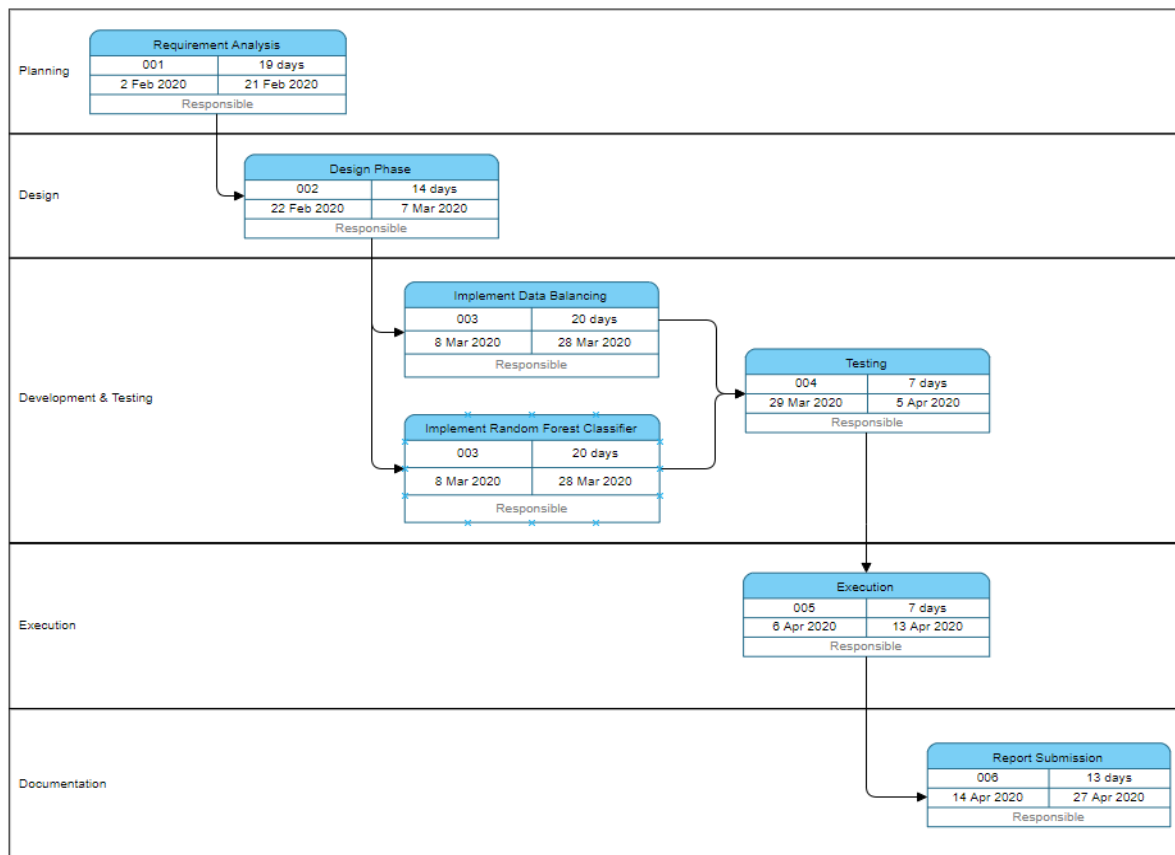 Planning
Requirement Analysis
001 19 days
2 Feb 2020 21 Feb 2020
Responsible
Design
Design Phase
002 14 days
22 Feb 2020 7 Mar 2020
Responsible
Development & Testing
Implement Data Balancing
003 20 days
8 Mar 2020 28 Mar 2020
Responsible
Implement Random Forest Classifier
003 20 days
8 Mar 2020 28 Mar 2020
Responsible
Testing
004 7 days
29 Mar 2020 5 Apr 2020
Responsible
Execution
Execution
005 7 days
6 Apr 2020 13 Apr 2020
Responsible
Documentation
Report Submission
006 13 days
14 Apr 2020 27 Apr 2020
Responsible